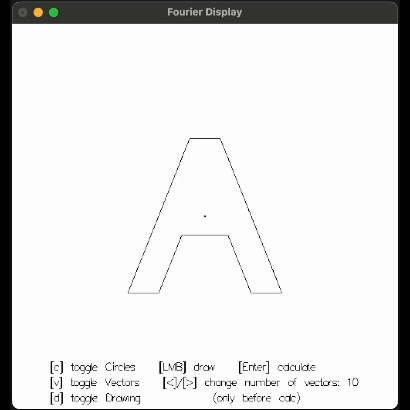 Fourier Display
A
[c] toggle Circles [LMB] draw [Enter] calculate
[v] toggle Vectors [<]/[>] change number of vectors: 10
[d] toggle Drawing (only before calc)